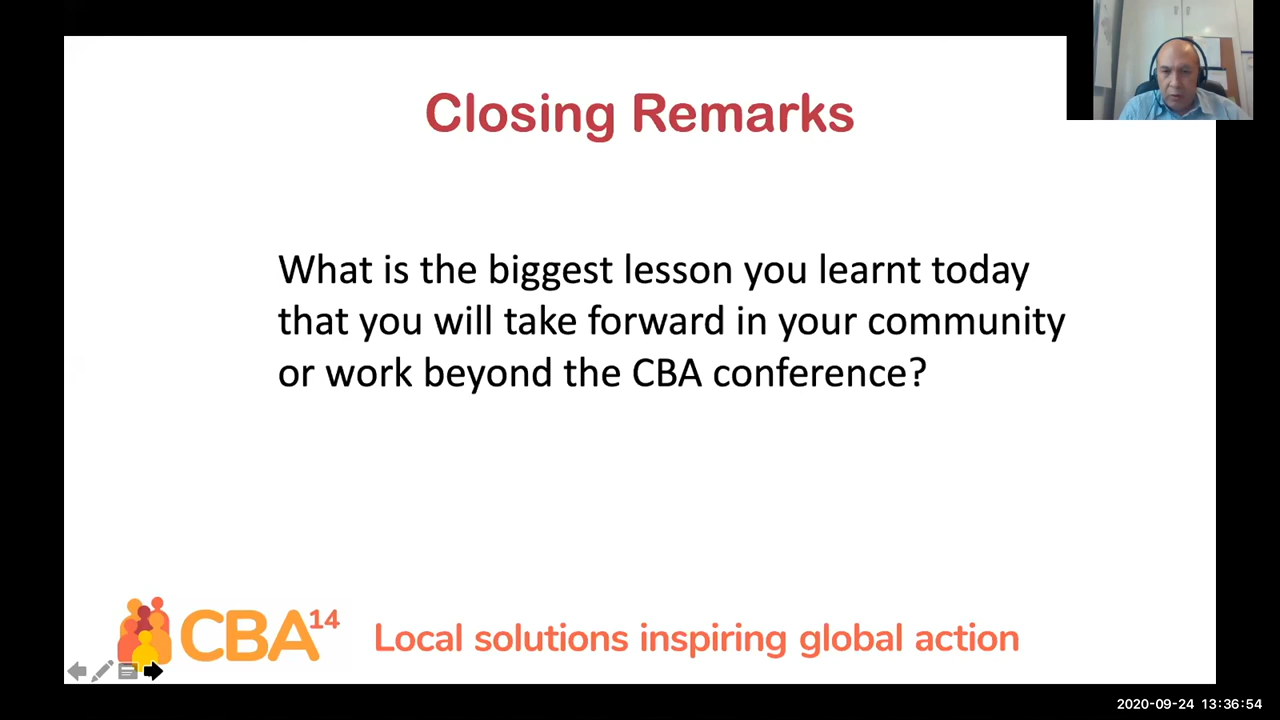 Closing Remarks
What is the biggest lesson you learnt today
that you will take forward in your community
or work beyond the CBA conference?
CBA14
Local solutions inspiring global action
2020-09-24 13:36:54